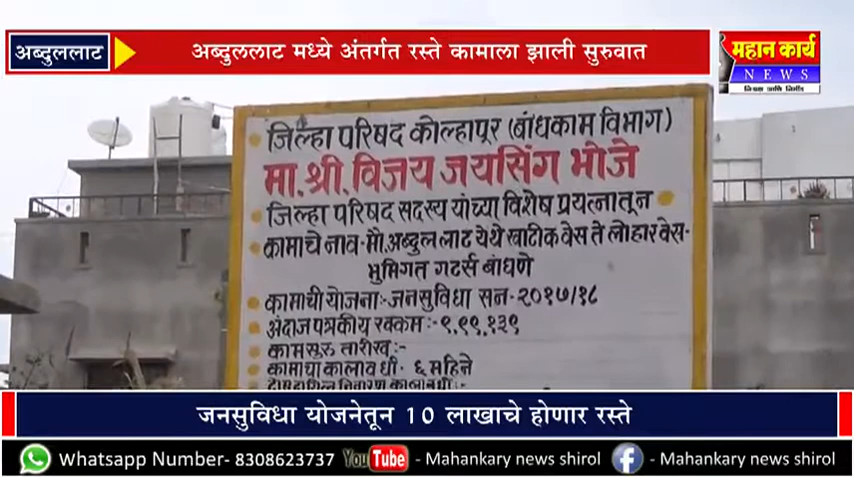 अब्दुललाट
अब्दुललाट मध्ये अंतर्गत रस्ते कामाला झाली सुरुवात
महान कार्य
NEWS
जिल्हा परिषद कोल्हापूर (बांधकाम विभाग)
मा.श्री.विजय जयसिंग भोजे
जिल्हा परिषद सदस्य यांच्या विशेष प्रयत्नातून
कामाचे नाव-मौ.अब्दुल लाट येथे खाटीक वेस ते लोहार वेस-
भुमिगत गटर्स बांधणे
कामाची योजना:-जनसुविधा सन-२०१७/१८
अंदाजपत्रकीय रक्कम:-९,९९,१३९
कामसुरु तारीख:-
कामाचा कालावधी:- ६ महिने
जनसुविधा योजनेतून 10 लाखाचे होणार रस्ते
Whatsapp Number- 8308623737 YouTube - Mahankary news shirol f - Mahankary news shirol